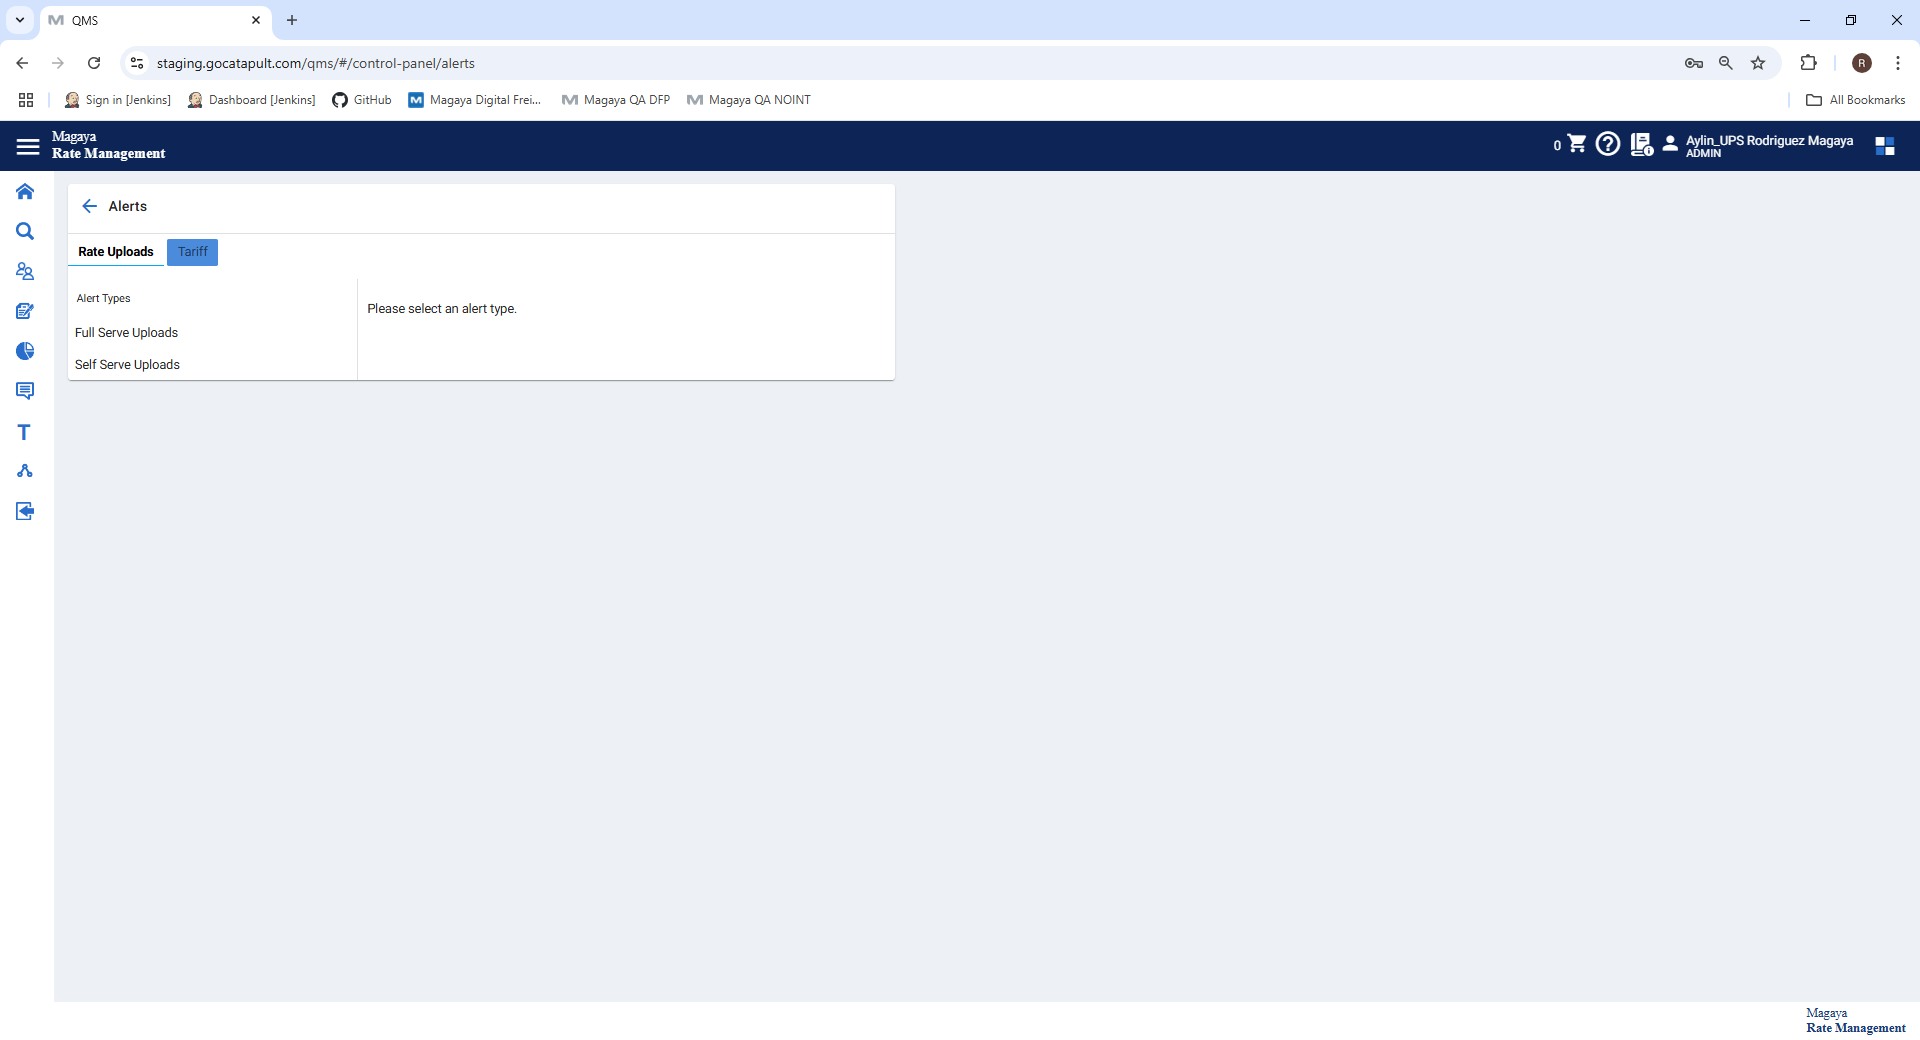 QMS
staging.gocatapult.com/qms/#/control-panel/alerts
R
Sign in [Jenkins]
Dashboard [Jenkins]
GitHub
Magaya Digital Frei...
Magaya QA DFP
Magaya QA NOINT
All Bookmarks
Magaya
Rate Management
0
Aylin_UPS Rodriguez Magaya
ADMIN
Alerts
Rate Uploads
Tariff
Alert Types
Please select an alert type.
Full Serve Uploads
Self Serve Uploads
T
Magaya
Rate Management